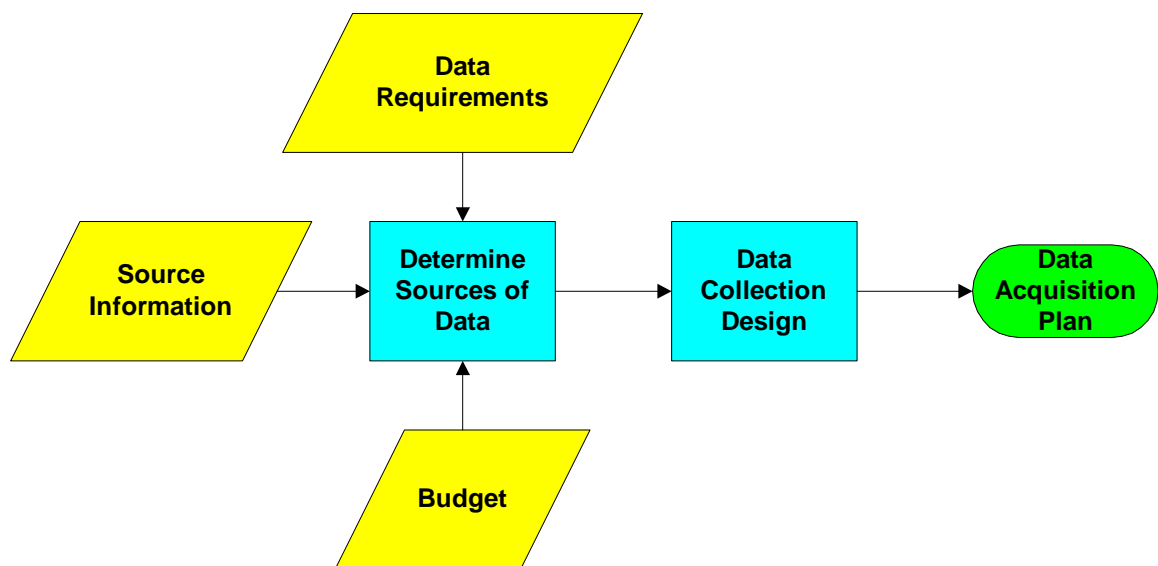 Data
Requirements
Source
Information
Determine
Sources of
Data
Data
Collection
Design
Data
Acquisition
Plan
Budget